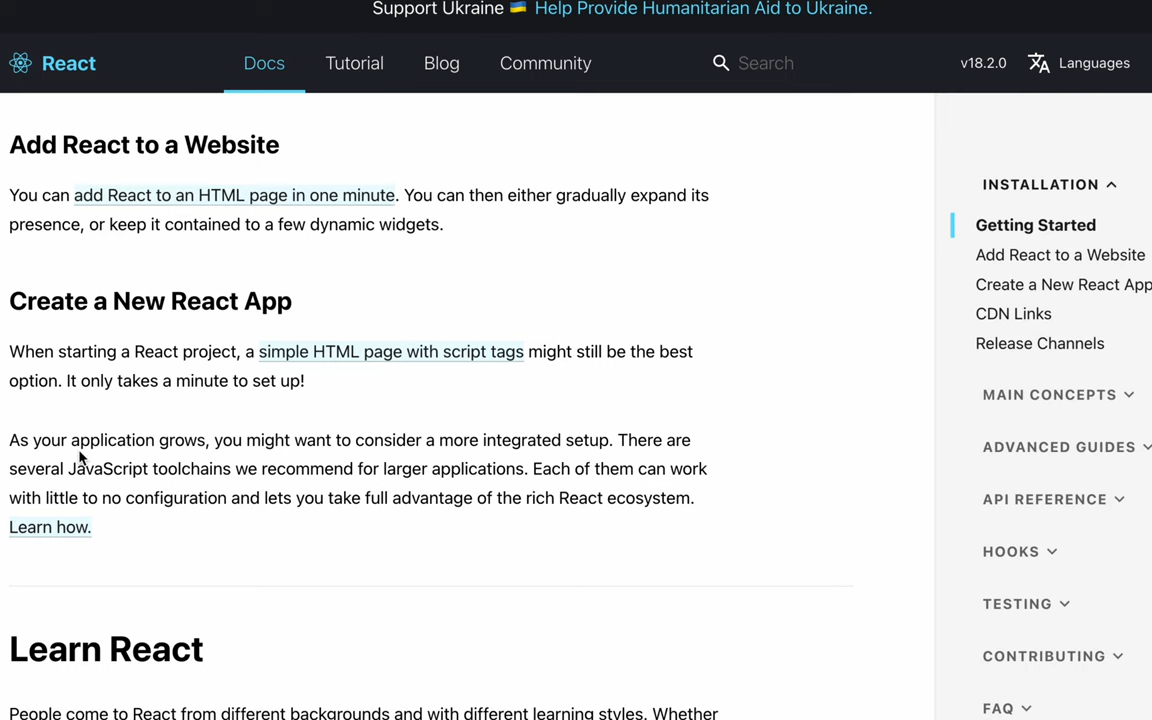 Support Ukraine 🇺🇦 Help Provide Humanitarian Aid to Ukraine.
React Docs Tutorial Blog Community Search v18.2.0 Languages
Add React to a Website
You can add React to an HTML page in one minute. You can then either gradually expand its
presence, or keep it contained to a few dynamic widgets.
Create a New React App
When starting a React project, a simple HTML page with script tags might still be the best
option. It only takes a minute to set up!
As your application grows, you might want to consider a more integrated setup. There are
several JavaScript toolchains we recommend for larger applications. Each of them can work
with little to no configuration and lets you take full advantage of the rich React ecosystem.
Learn how.
Learn React
People come to React from different backgrounds and with different learning styles. Whether
INSTALLATION
Getting Started
Add React to a Website
Create a New React App
CDN Links
Release Channels
MAIN CONCEPTS
ADVANCED GUIDES
API REFERENCE
HOOKS
TESTING
CONTRIBUTING
FAQ